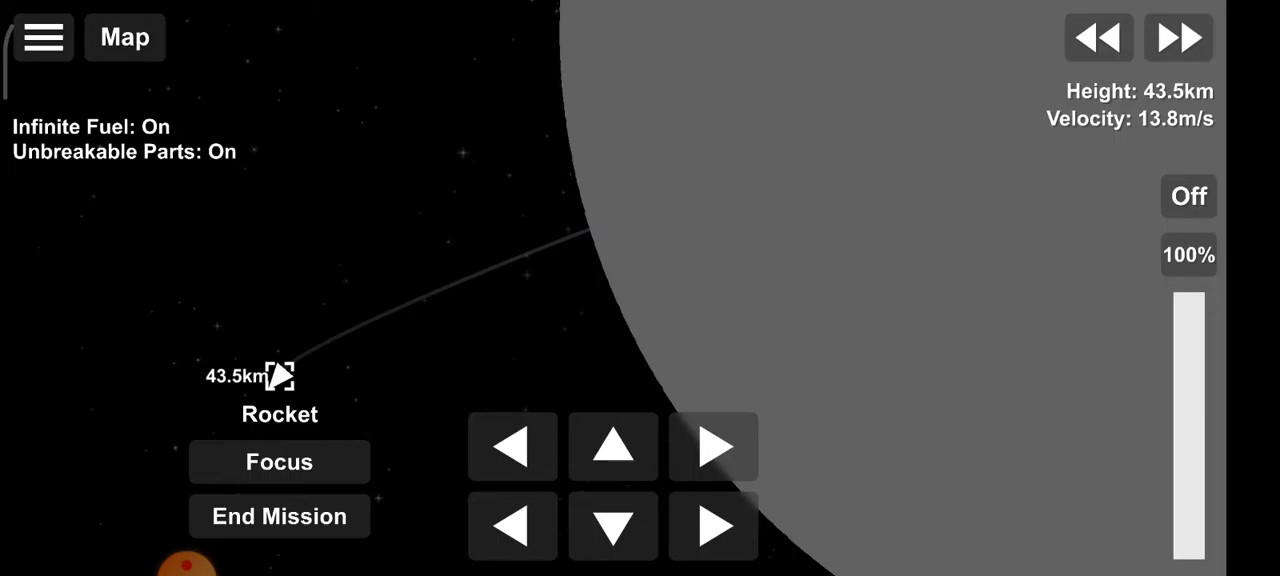 Map
Height: 43.5km
Velocity: 13.8m/s
Infinite Fuel: On
Unbreakable Parts: On
Off
100%
43.5km
Rocket
Focus
End Mission